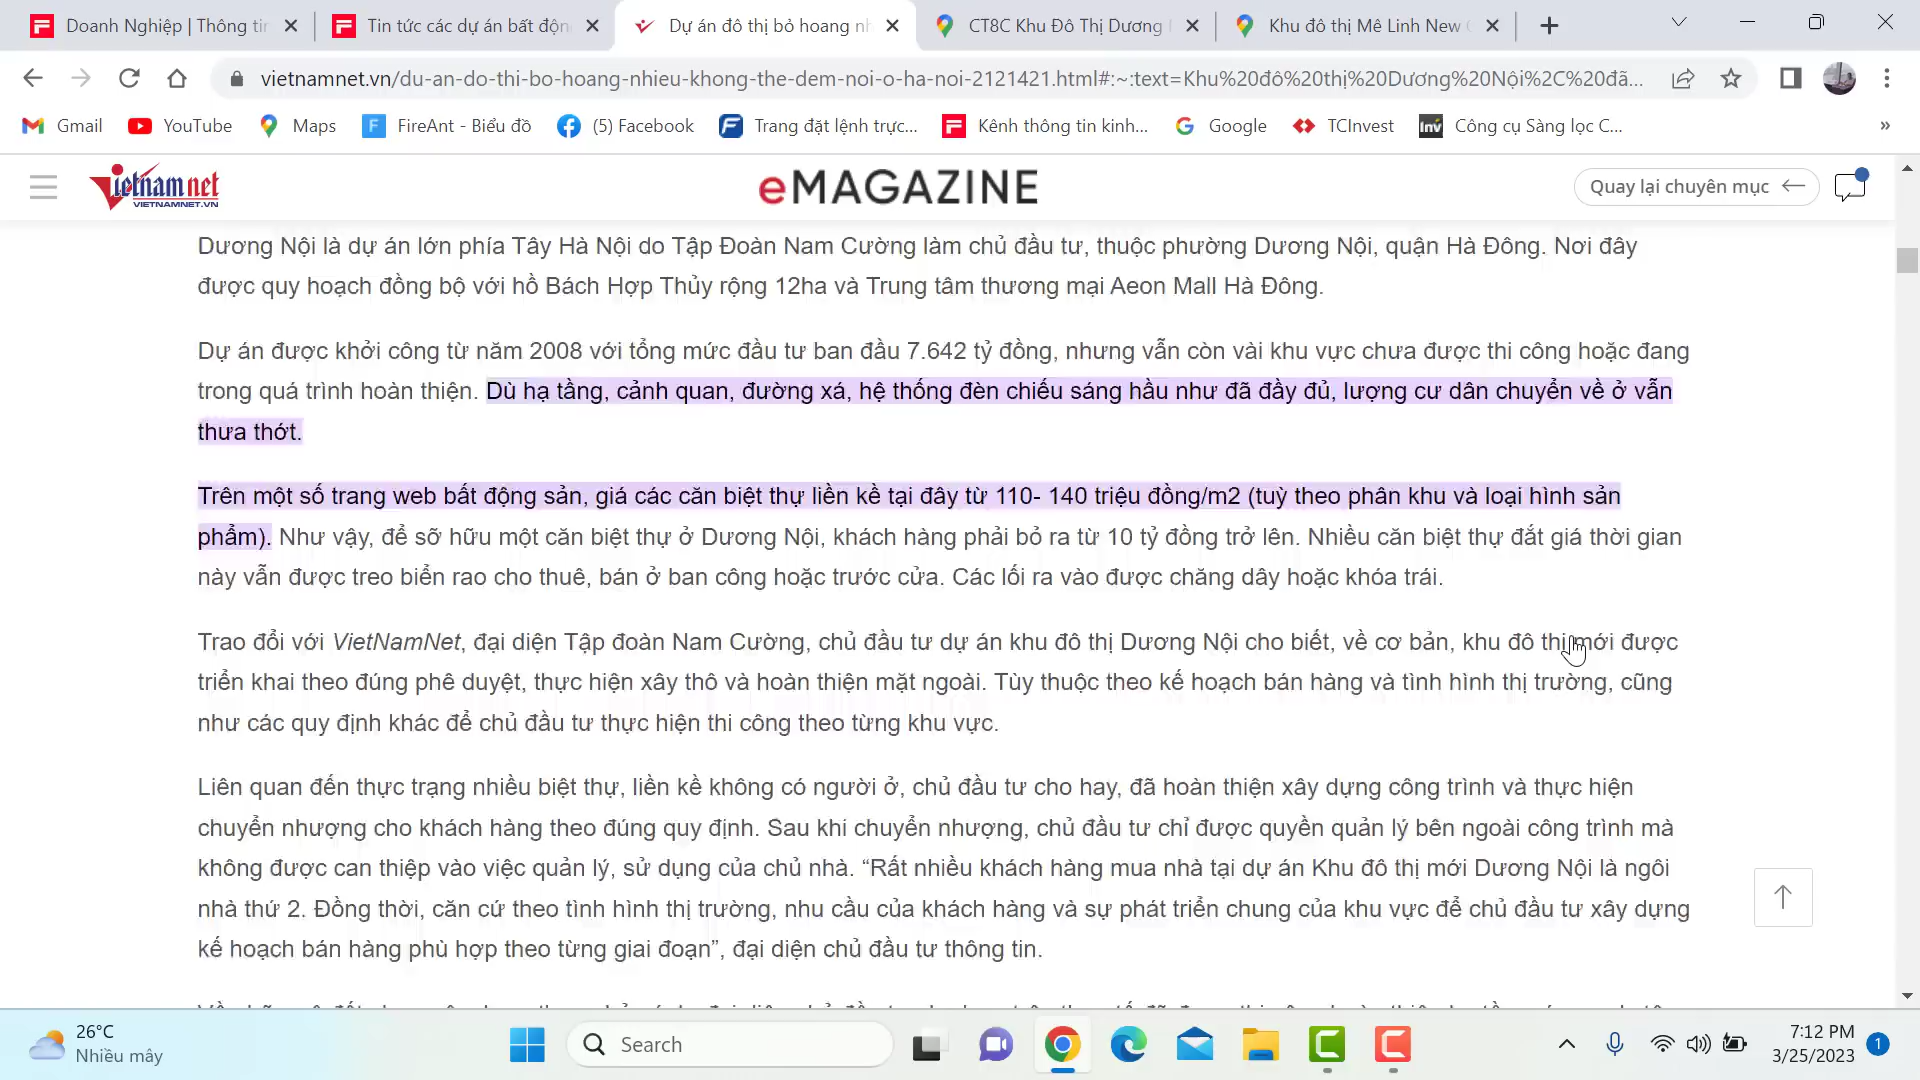 Doanh Nghiệp | Thông tin
Tin tức các dự án bất độn
Dự án đô thị bỏ hoang nh
CT8C Khu Đô Thị Dương
Khu đô thị Mê Linh New
vietnamnet.vn/du-an-do-thi-bo-hoang-nhieu-khong-the-dem-noi-o-ha-noi-2121421.html#:~:text=Khu%20đô%20thị%20Dương%20Nội%2C%20đã...
Gmail
YouTube
Maps
FireAnt - Biểu đồ
(5) Facebook
Trang đặt lệnh trực...
Kênh thông tin kinh...
Google
TCInvest
Inv
Công cụ Sàng lọc C...
»
Vietnam net
VIETNAMNET.VN
eMAGAZINE
Quay lại chuyên mục
Dương Nội là dự án lớn phía Tây Hà Nội do Tập Đoàn Nam Cường làm chủ đầu tư, thuộc phường Dương Nội, quận Hà Đông. Nơi đây
được quy hoạch đồng bộ với hồ Bách Hợp Thủy rộng 12ha và Trung tâm thương mại Aeon Mall Hà Đông.
Dự án được khởi công từ năm 2008 với tổng mức đầu tư ban đầu 7.642 tỷ đồng, nhưng vẫn còn vài khu vực chưa được thi công hoặc đang
trong quá trình hoàn thiện. Dù hạ tầng, cảnh quan, đường xá, hệ thống đèn chiếu sáng hầu như đã đầy đủ, lượng cư dân chuyển về ở vẫn
thưa thớt.
Trên một số trang web bất động sản, giá các căn biệt thự liền kề tại đây từ 110- 140 triệu đồng/m2 (tuỳ theo phân khu và loại hình sản
phẩm). Như vậy, để sỡ hữu một căn biệt thự ở Dương Nội, khách hàng phải bỏ ra từ 10 tỷ đồng trở lên. Nhiều căn biệt thự đắt giá thời gian
này vẫn được treo biển rao cho thuê, bán ở ban công hoặc trước cửa. Các lối ra vào được chăng dây hoặc khóa trái.
Trao đổi với VietNamNet, đại diện Tập đoàn Nam Cường, chủ đầu tư dự án khu đô thị Dương Nội cho biết, về cơ bản, khu đô thị mới được
triển khai theo đúng phê duyệt, thực hiện xây thô và hoàn thiện mặt ngoài. Tùy thuộc theo kế hoạch bán hàng và tình hình thị trường, cũng
như các quy định khác để chủ đầu tư thực hiện thi công theo từng khu vực.
Liên quan đến thực trạng nhiều biệt thự, liền kề không có người ở, chủ đầu tư cho hay, đã hoàn thiện xây dựng công trình và thực hiện
chuyển nhượng cho khách hàng theo đúng quy định. Sau khi chuyển nhượng, chủ đầu tư chỉ được quyền quản lý bên ngoài công trình mà
không được can thiệp vào việc quản lý, sử dụng của chủ nhà. “Rất nhiều khách hàng mua nhà tại dự án Khu đô thị mới Dương Nội là ngôi
nhà thứ 2. Đồng thời, căn cứ theo tình hình thị trường, nhu cầu của khách hàng và sự phát triển chung của khu vực để chủ đầu tư xây dựng
kế hoạch bán hàng phù hợp theo từng giai đoạn”, đại diện chủ đầu tư thông tin.
26°C
Nhiều mây
Search
7:12 PM
3/25/2023
1